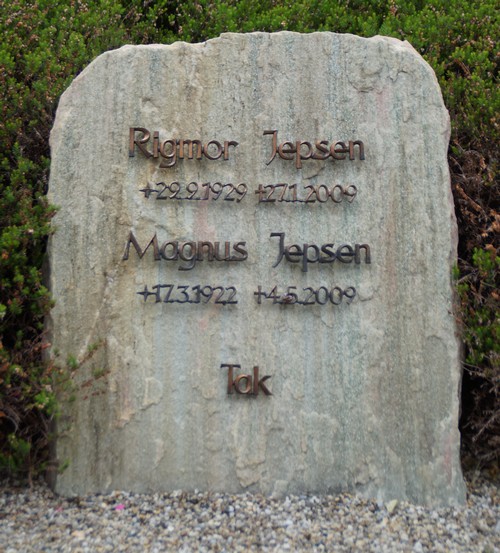 Rigmor Jepsen
+29.9.1929 +27.1.2009
Magnus Jepsen
+17.3.1922 +4.5.2009
Tak